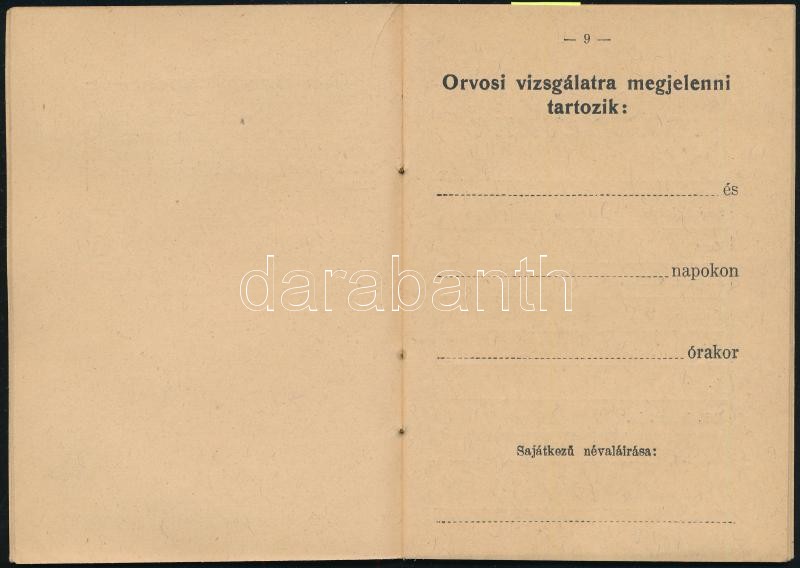 — 9 —
Orvosi vizsgálatra megjelenni
tartozik:
és
napokon
darabanth
órakor
Sajátkezű névaláírása: